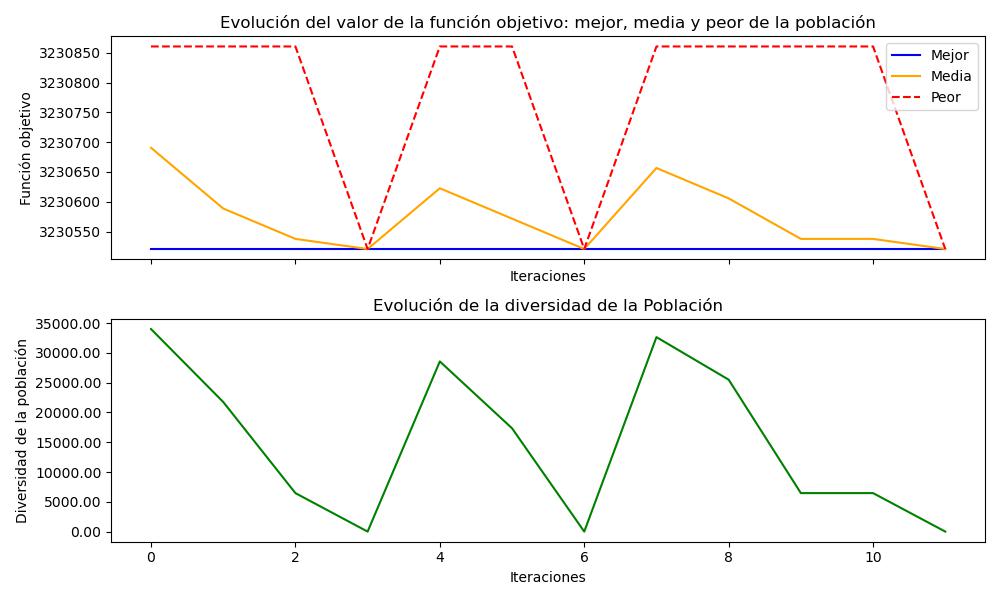 Evolución del valor de la función objetivo: mejor, media y peor de la población
3230850
3230800
3230750
3230700
3230650
3230600
3230550
Función objetivo
Mejor
Media
Peor
Iteraciones
Evolución de la diversidad de la Población
35000.00
30000.00
25000.00
20000.00
15000.00
10000.00
5000.00
0.00
Diversidad de la población
0 2 4 6 8 10
Iteraciones